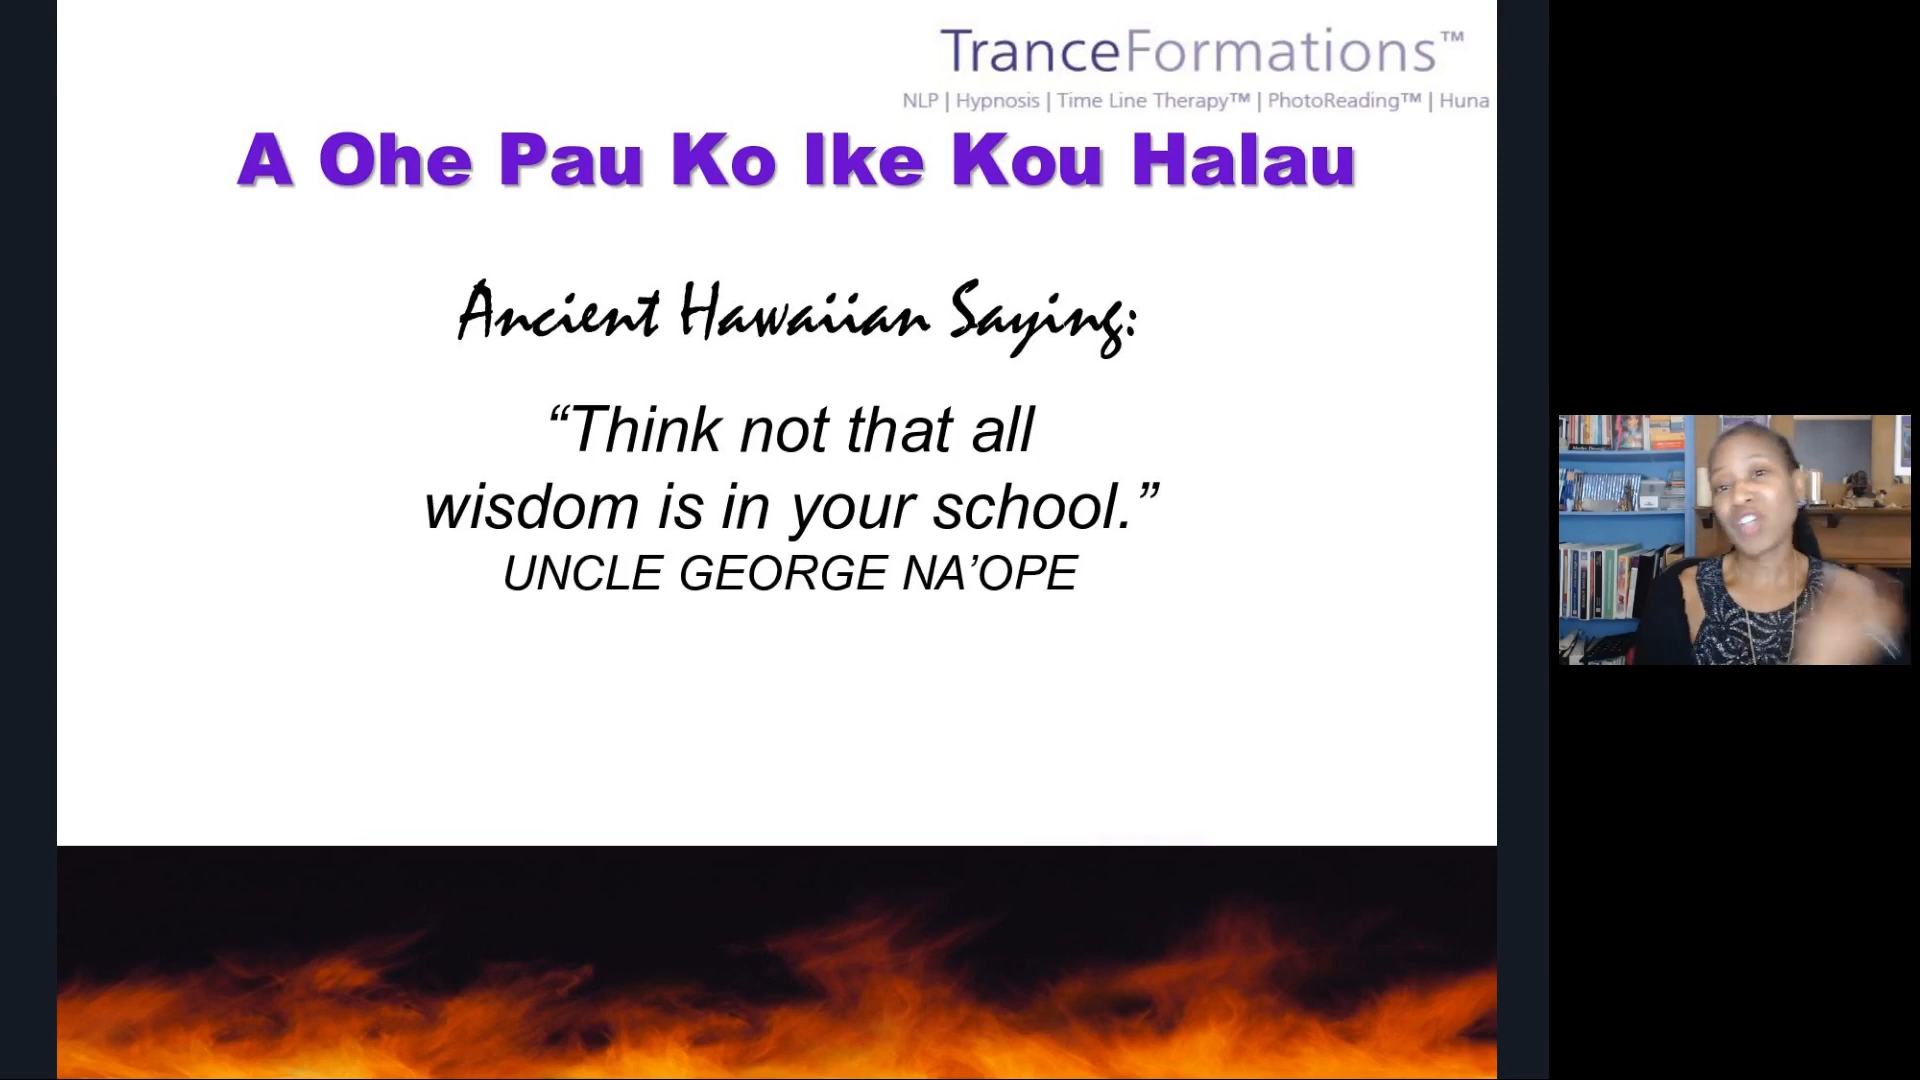 TranceFormations™
NLP | Hypnosis | Time Line Therapy™ | PhotoReading™ | Huna
A Ohe Pau Ko Ike Kou Halau
Ancient Hawaiian Saying:
“Think not that all
wisdom is in your school.”
UNCLE GEORGE NA’OPE